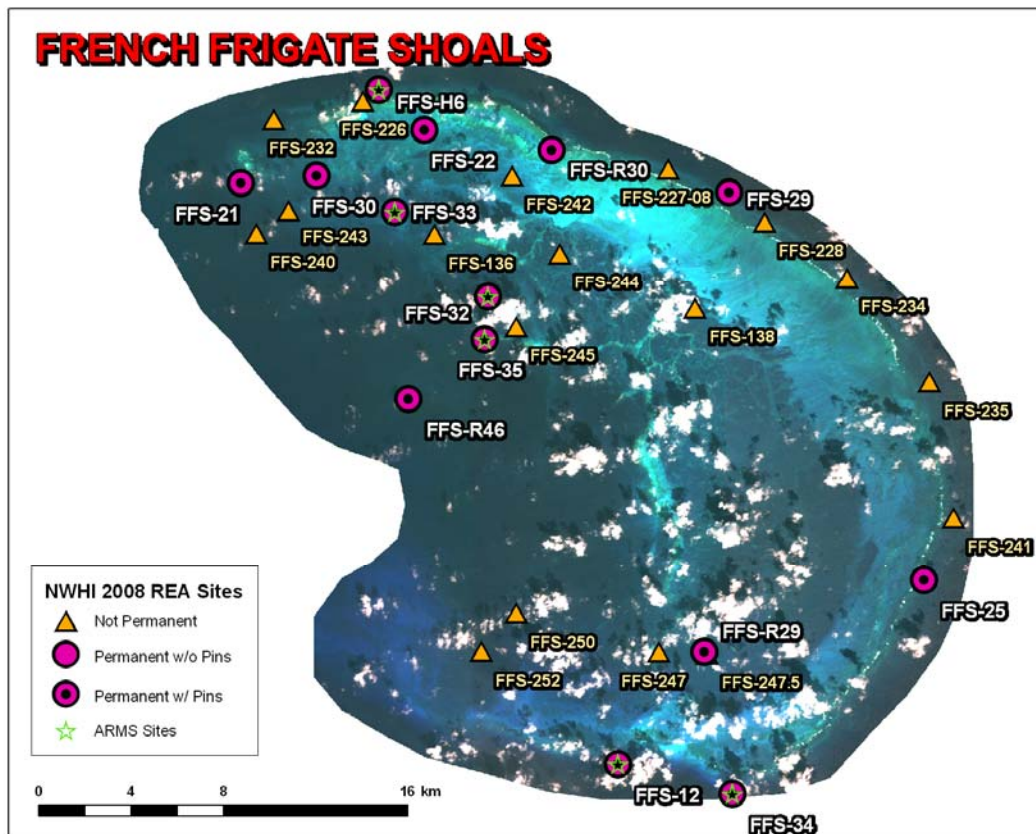 FRENCH FRIGATE SHOALS
FFS-H6
FFS-226
FFS-232
FFS-22
FFS-R30
FFS-227-08
FFS-29
FFS-21
FFS-30
FFS-33
FFS-242
FFS-243
FFS-240
FFS-136
FFS-244
FFS-228
FFS-234
FFS-32
FFS-138
FFS-245
FFS-35
FFS-235
FFS-R46
FFS-241
FFS-25
FFS-250
FFS-R29
FFS-252
FFS-247
FFS-247.5
FFS-12
FFS-34
NWHI 2008 REA Sites
Not Permanent
Permanent w/o Pins
Permanent w/ Pins
ARMS Sites
0 4 8 16 km